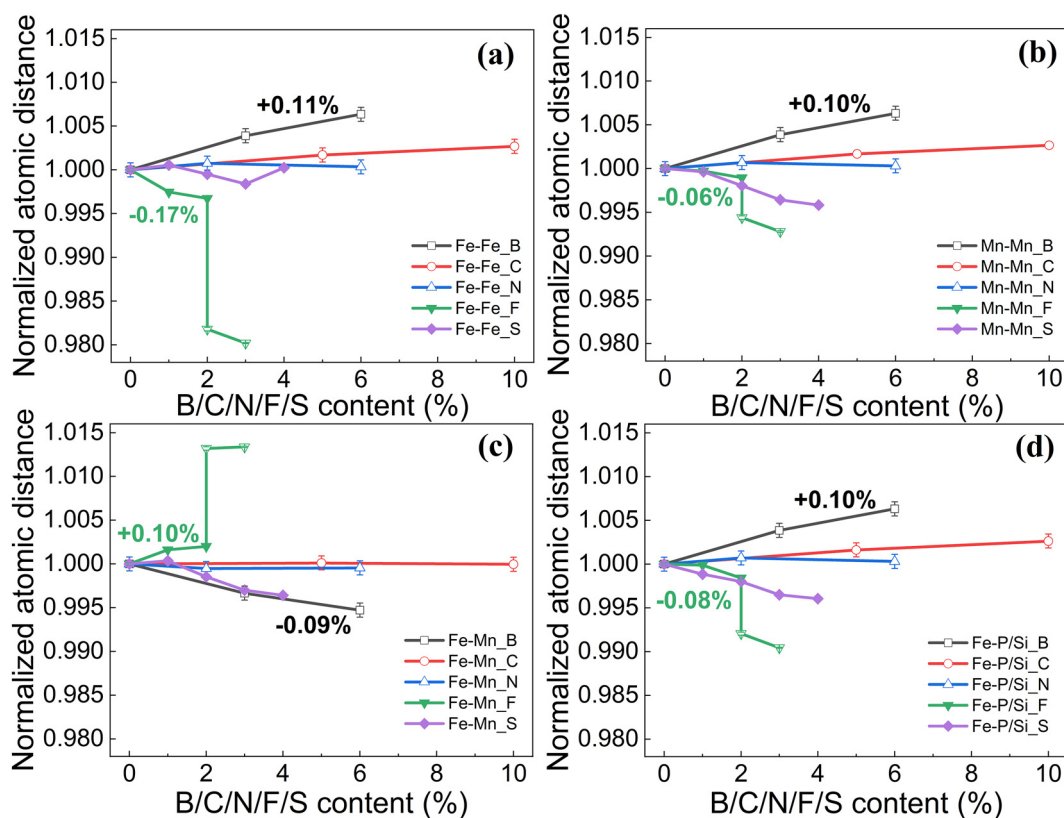 (a)
Normalized atomic distance
1.015
1.010
1.005
1.000
0.995
0.990
0.985
0.980
+0.11%
-0.17%
Fe-Fe_B
Fe-Fe_C
Fe-Fe_N
Fe-Fe_F
Fe-Fe_S
0 2 4 6 8 10
B/C/N/F/S content (%)
(b)
Normalized atomic distance
1.015
1.010
1.005
1.000
0.995
0.990
0.985
0.980
+0.10%
-0.06%
Mn-Mn_B
Mn-Mn_C
Mn-Mn_N
Mn-Mn_F
Mn-Mn_S
0 2 4 6 8 10
B/C/N/F/S content (%)
(c)
Normalized atomic distance
1.015
1.010
1.005
1.000
0.995
0.990
0.985
0.980
+0.10%
-0.09%
Fe-Mn_B
Fe-Mn_C
Fe-Mn_N
Fe-Mn_F
Fe-Mn_S
0 2 4 6 8 10
B/C/N/F/S content (%)
(d)
Normalized atomic distance
1.015
1.010
1.005
1.000
0.995
0.990
0.985
0.980
+0.10%
-0.08%
Fe-P/Si_B
Fe-P/Si_C
Fe-P/Si_N
Fe-P/Si_F
Fe-P/Si_S
0 2 4 6 8 10
B/C/N/F/S content (%)